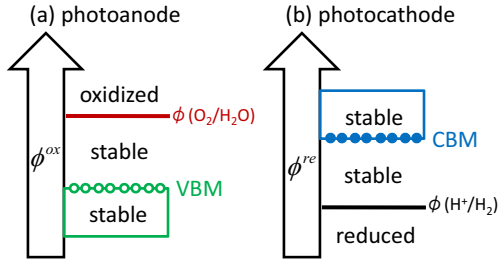 (a) photoanode
oxidized
ϕ(O₂/H₂O)
ϕᵒˣ
stable
VBM
stable
(b) photocathode
stable
CBM
ϕʳᵉ
stable
ϕ(H⁺/H₂)
reduced